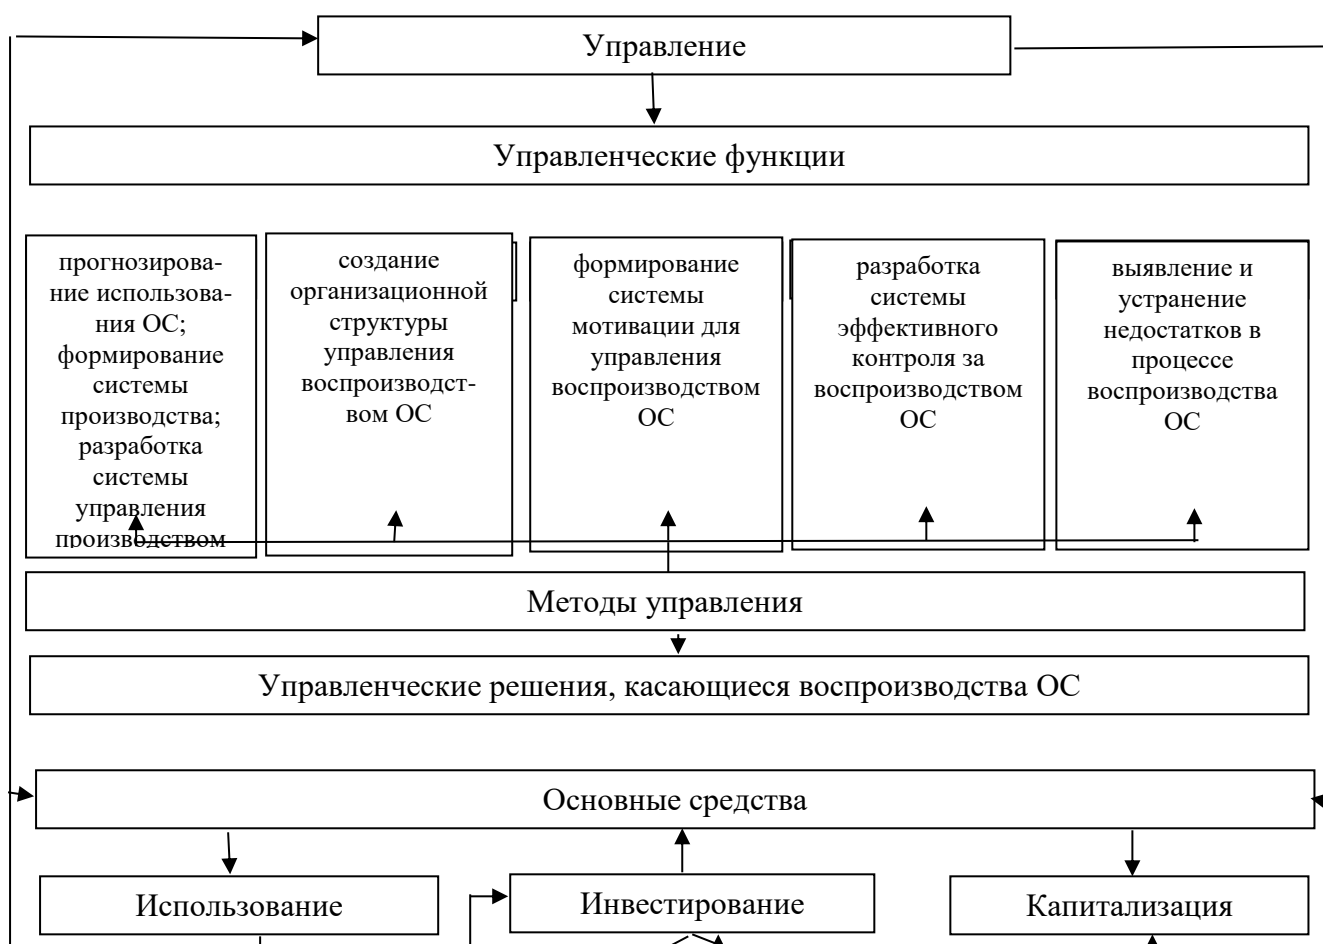 Управление
Управленческие функции
прогнозирова-
ние использова-
ния ОС;
формирование
системы
производства;
разработка
системы
управления
производством
создание
организационной
структуры
управления
воспроизводст-
вом ОС
формирование
системы
мотивации для
управления
воспроизводством
ОС
разработка
системы
эффективного
контроля за
воспроизводством
ОС
выявление и
устранение
недостатков в
процессе
воспроизводства
ОС
Методы управления
Управленческие решения, касающиеся воспроизводства ОС
Основные средства
Использование
Инвестирование
Капитализация